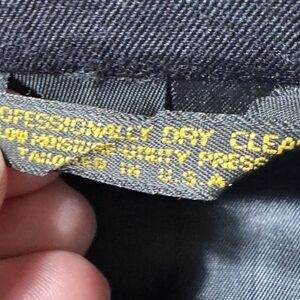 OFESSIONALLY DRY CLEA
LOW MOISTURE UTILITY PRESS
TAILORED IN U.S.A.